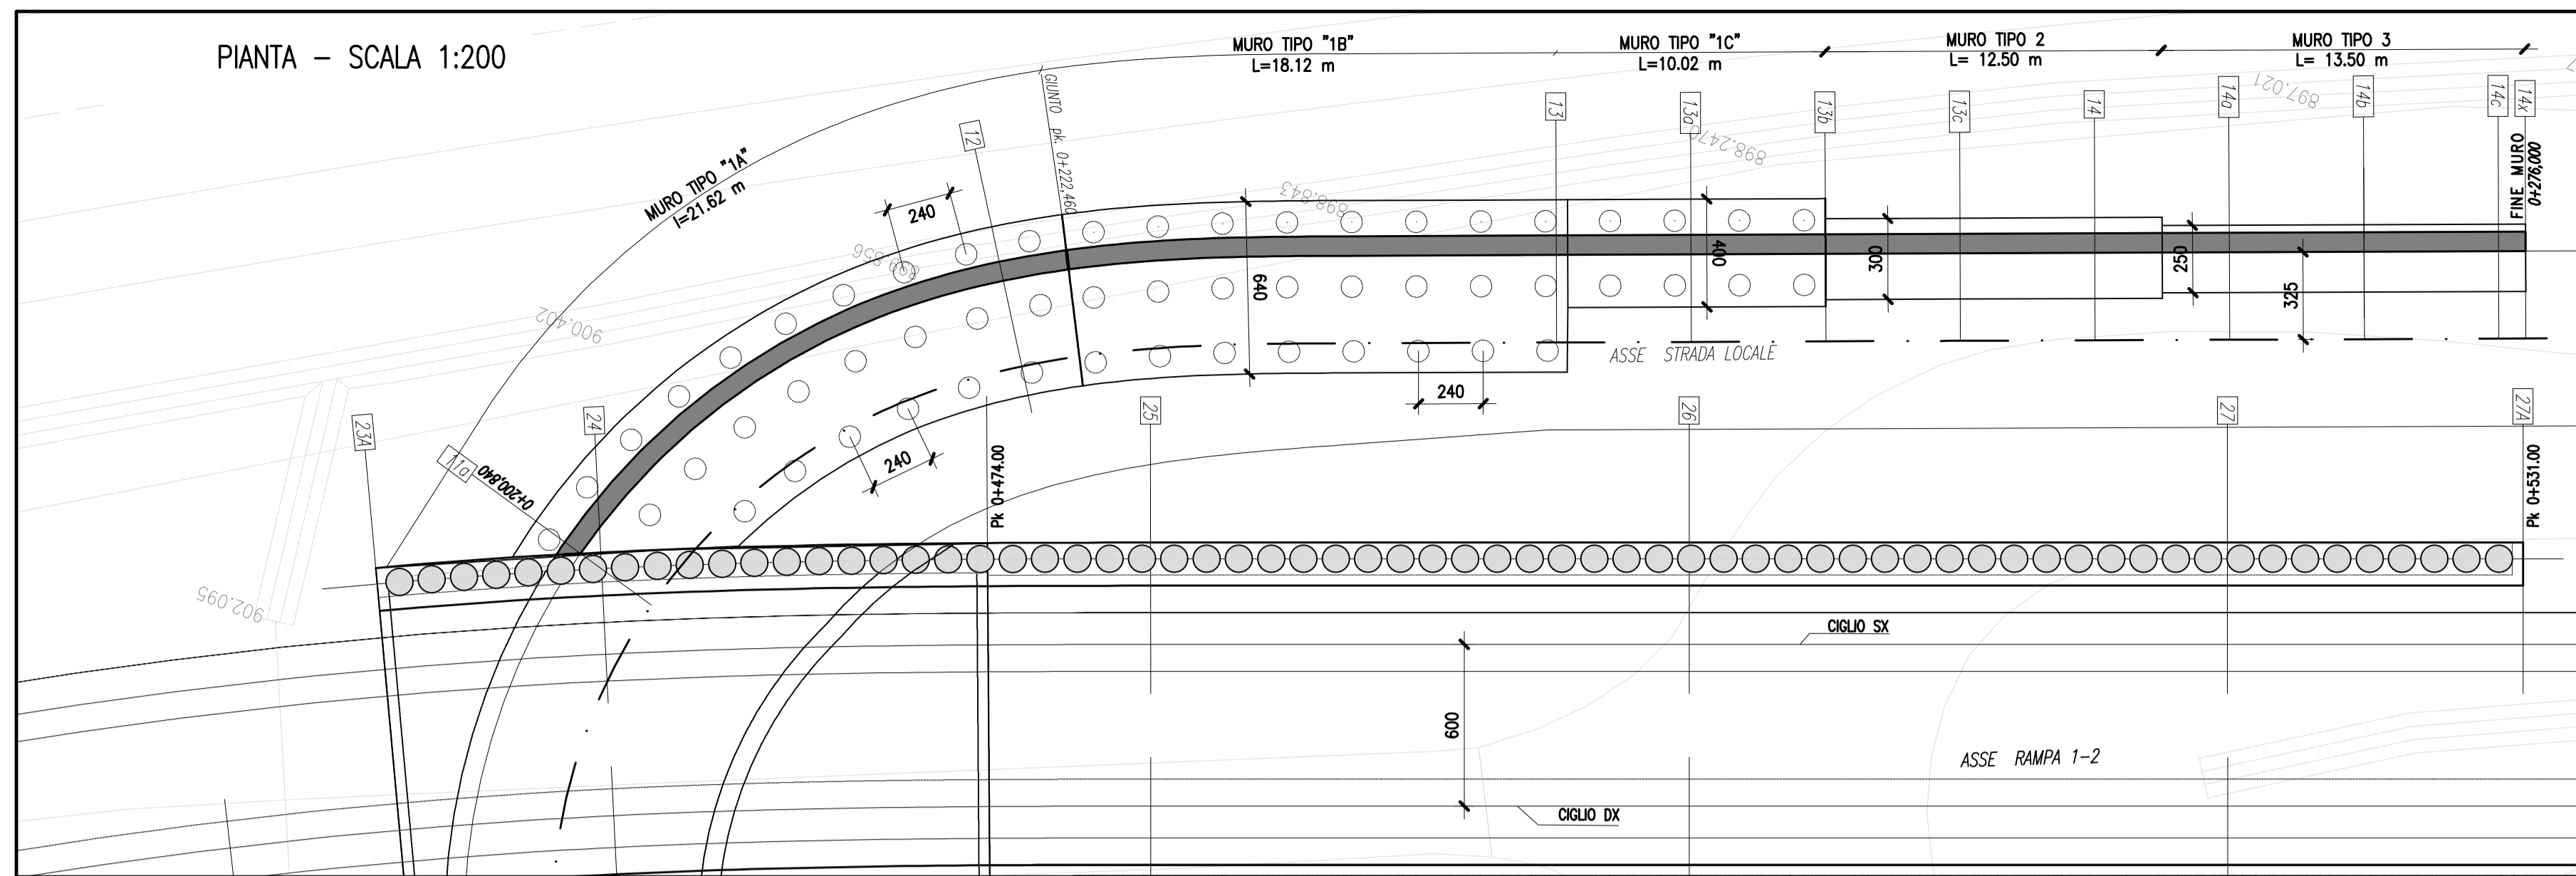 PIANTA – SCALA 1:200
MURO TIPO "1A"
l=21.62 m
MURO TIPO "1B"
L=18.12 m
MURO TIPO "1C"
L=10.02 m
MURO TIPO 2
L= 12.50 m
MURO TIPO 3
L= 13.50 m
GIUNTO pk. 0+222,460
12
13
13a
13b
13c
14
14a
14b
14c
14x
FINE MURO
0+276,000
897.021
898.2470
898.843
899.856
900.402
902.095
240
640
400
300
250
325
240
240
ASSE STRADA LOCALE
11a
0+200,840
23A
24
Pk 0+474.00
25
26
27
27A
Pk 0+531.00
CIGLIO SX
600
ASSE RAMPA 1-2
CIGLIO DX